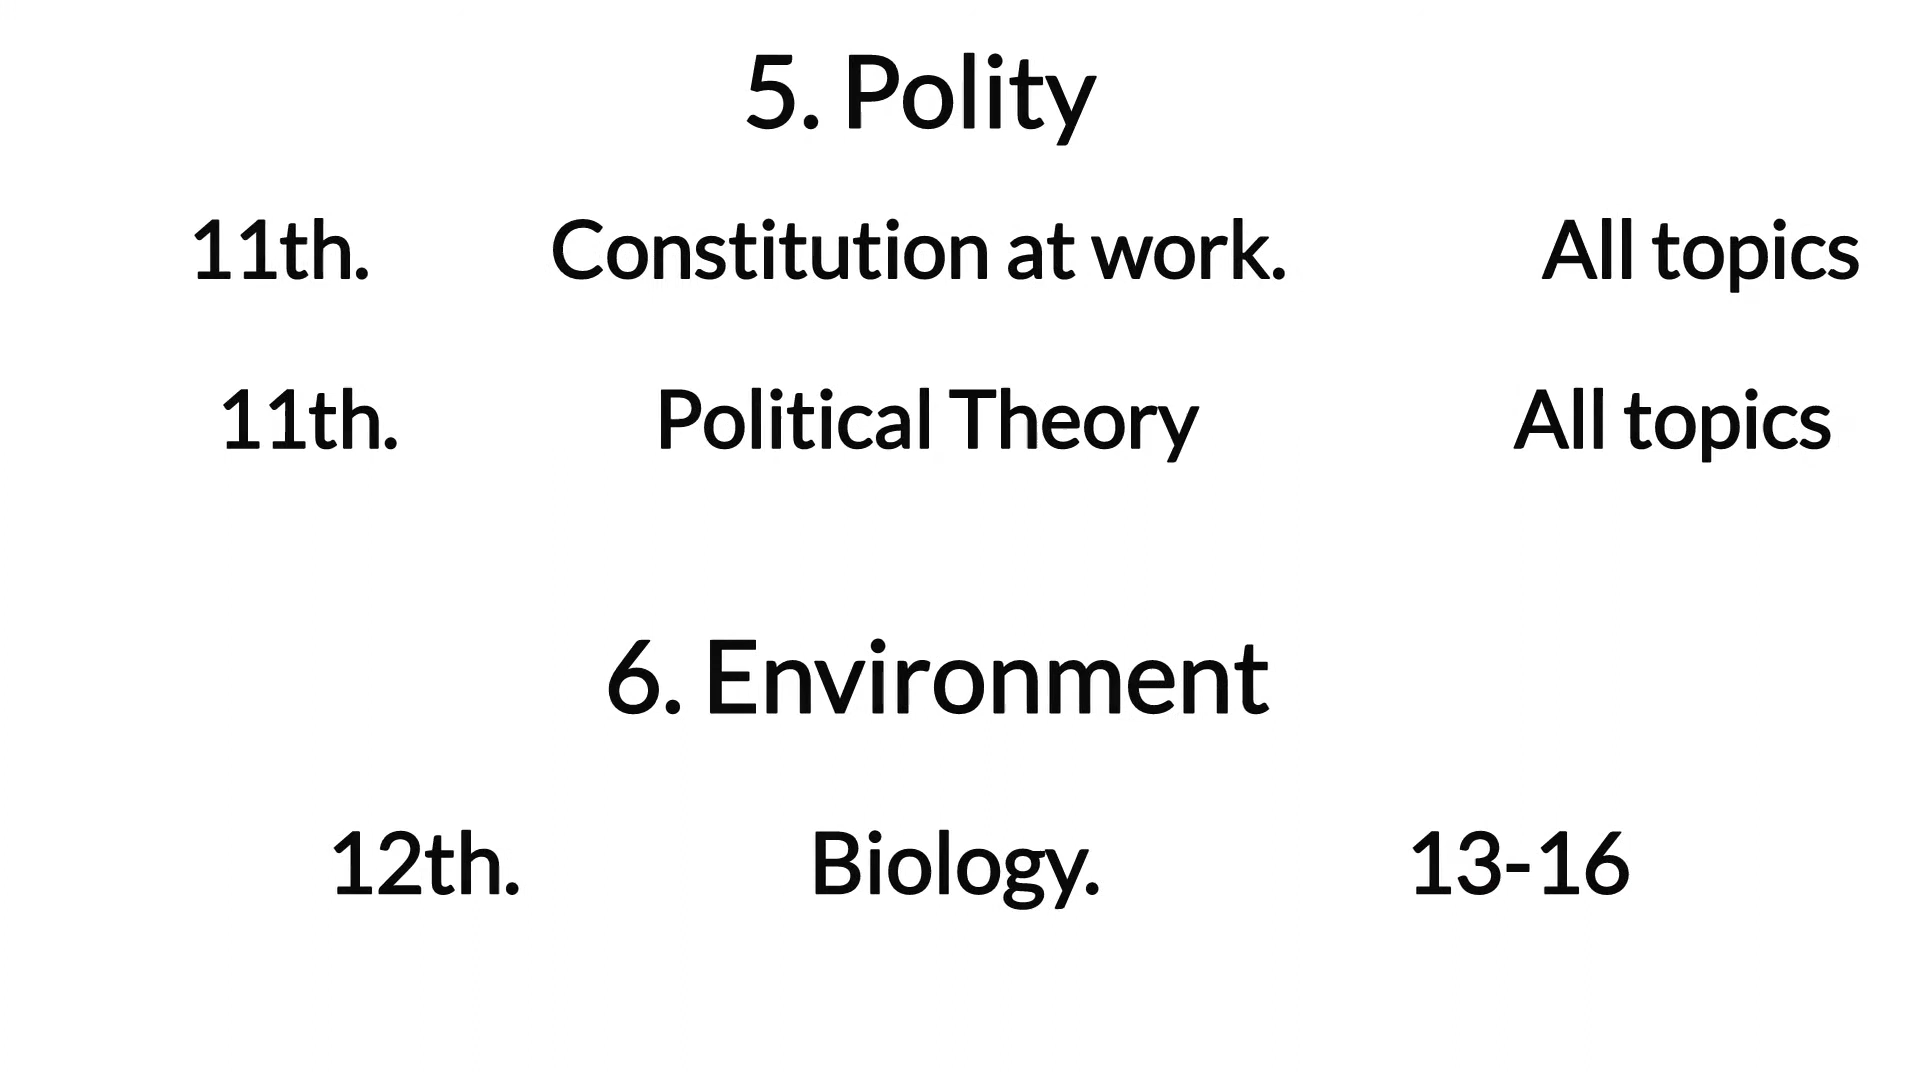 5. Polity
11th. Constitution at work. All topics
11th. Political Theory All topics
6. Environment
12th. Biology. 13-16